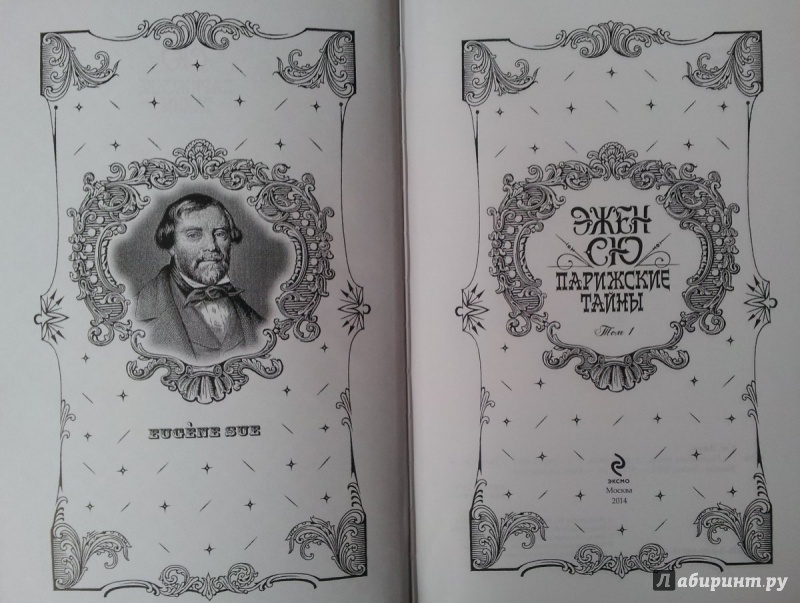 EUGÈNE SUE
ЭЖЕН
СЮ
ПАРИЖСКИЕ
ТАЙНЫ
Том 1
ЭКСМО
Москва
2014
Лабиринт.ру